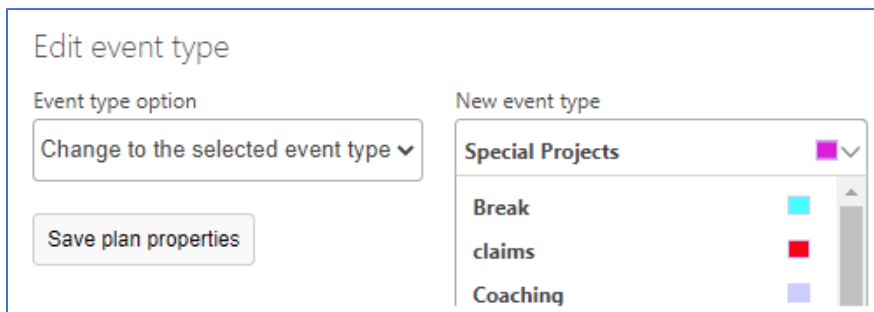 Edit event type
Event type option
New event type
Change to the selected event type
Special Projects
Break
Save plan properties
claims
Coaching